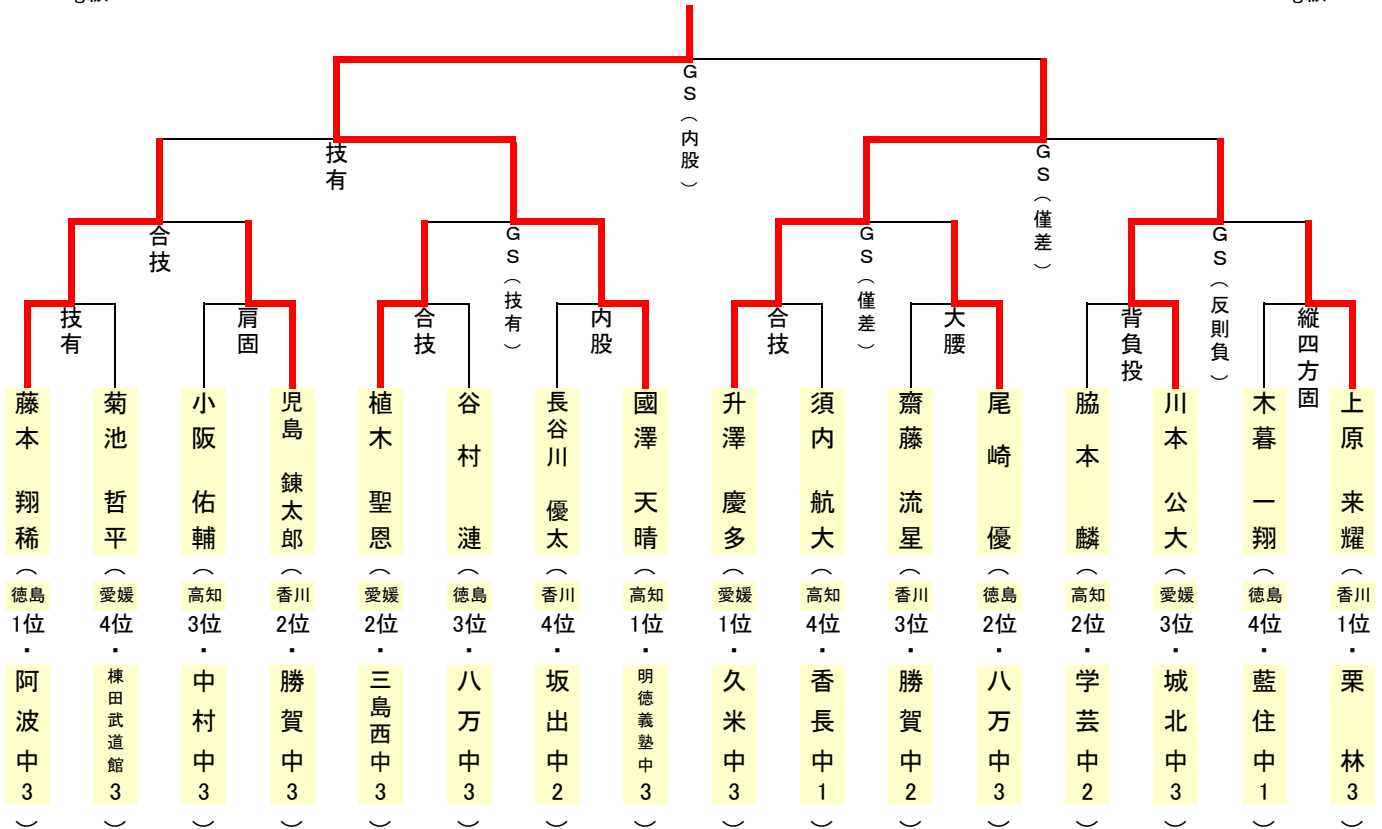 GS(内股)
技有
GS(僅差)
合技
GS(技有)
GS(僅差)
GS(反則負)
技有
肩固
合技
内股
合技
大腰
背負投
縦四方固
藤本 翔稀(徳島1位・阿波中3)
菊池 哲平(愛媛4位・棟田武道館3)
小阪 佑輔(高知3位・中村中3)
児島 錬太郎(香川2位・勝賀中3)
植木 聖恩(愛媛2位・三島西中3)
谷村 漣(徳島3位・八万中3)
長谷川 優太(香川4位・坂出中2)
國澤 天晴(高知1位・明徳義塾中3)
升澤 慶多(愛媛1位・久米中3)
須内 航大(高知4位・香長中1)
齋藤 流星(香川3位・勝賀中2)
尾崎 優(徳島2位・八万中3)
脇本 麟(高知2位・学芸中2)
川本 公大(愛媛3位・城北中3)
木暮 一翔(徳島4位・藍住中1)
上原 来耀(香川1位・栗林3)